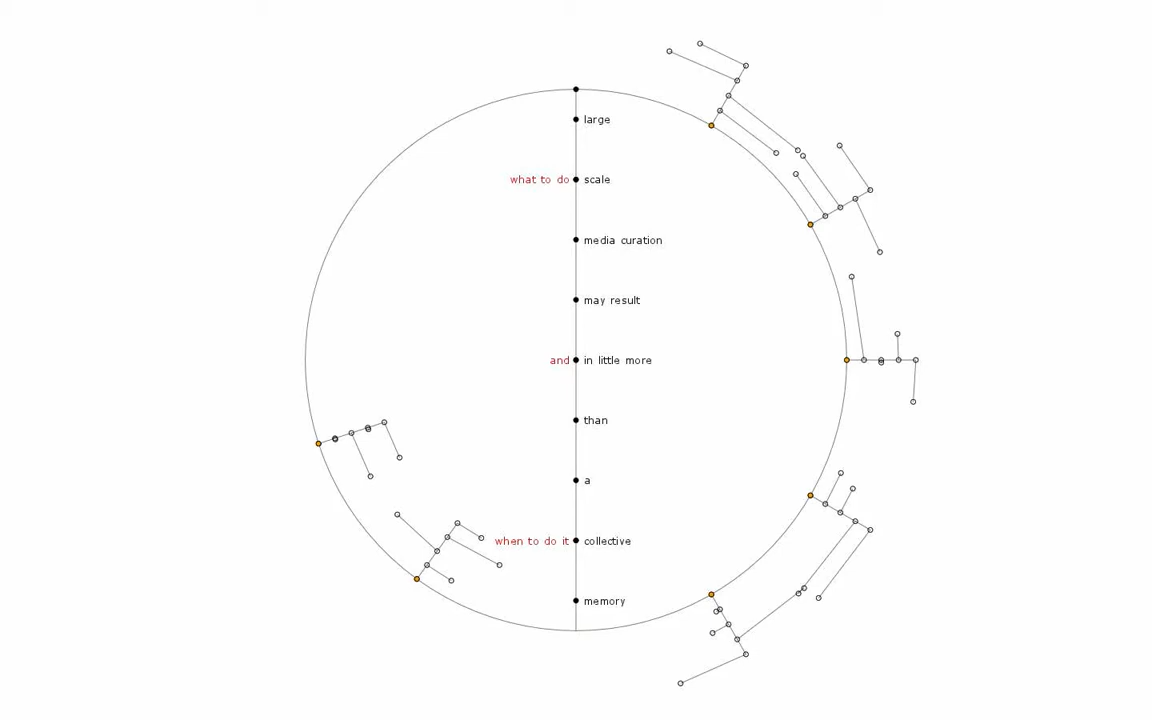 large
what to do scale
media curation
may result
and in little more
than
a
when to do it collective
memory